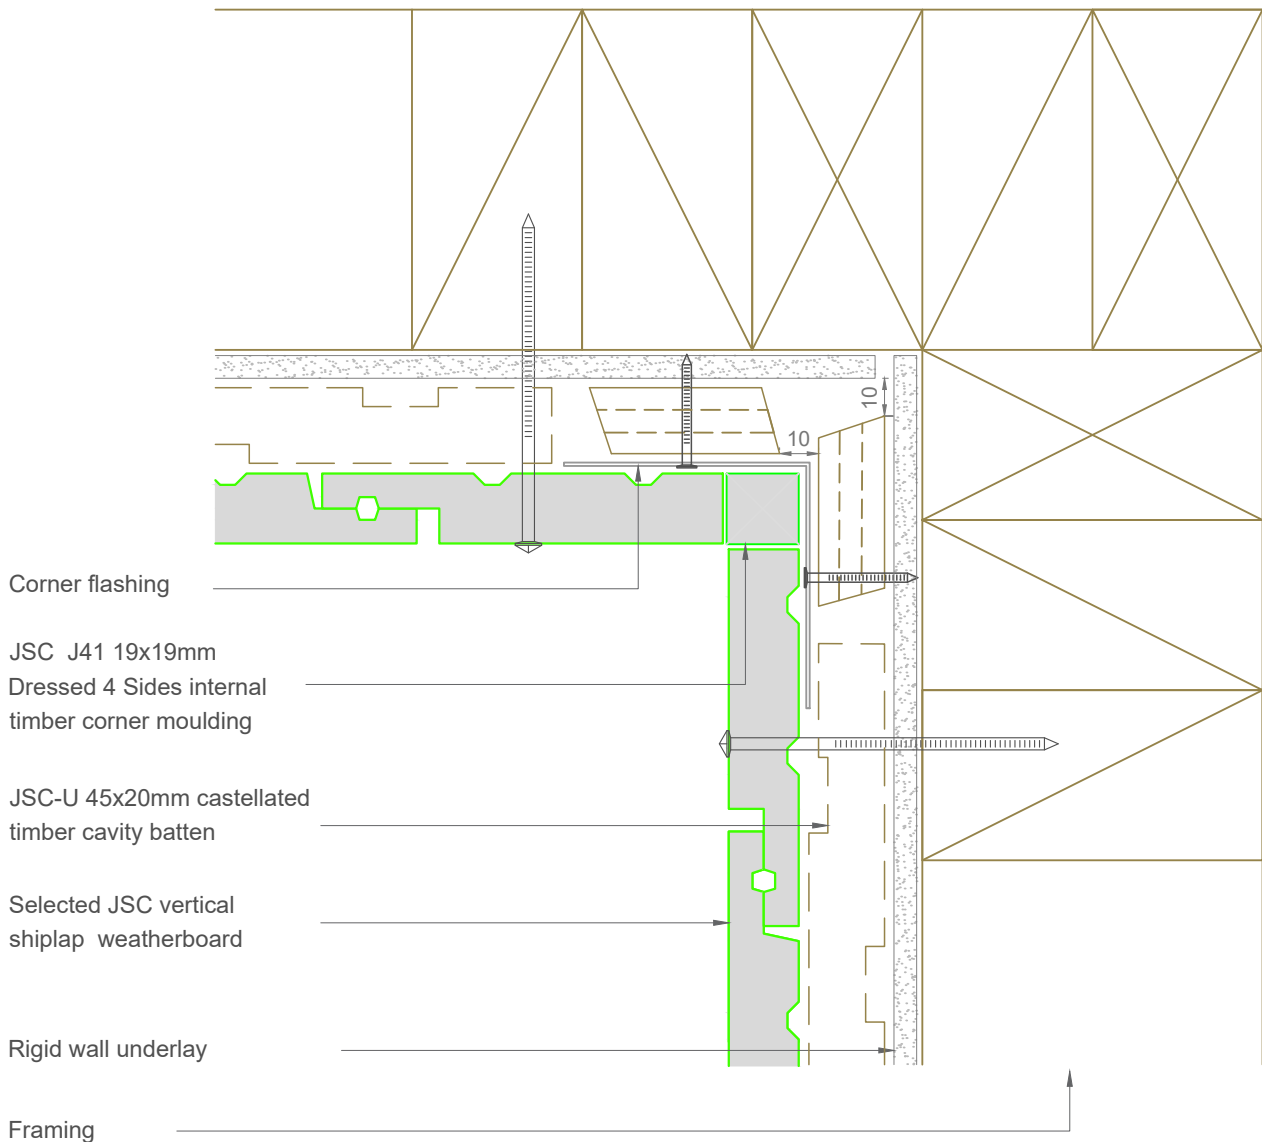 10
10
Corner flashing
JSC J41 19x19mm
Dressed 4 Sides internal
timber corner moulding
JSC-U 45x20mm castellated
timber cavity batten
Selected JSC vertical
shiplap weatherboard
Rigid wall underlay
Framing